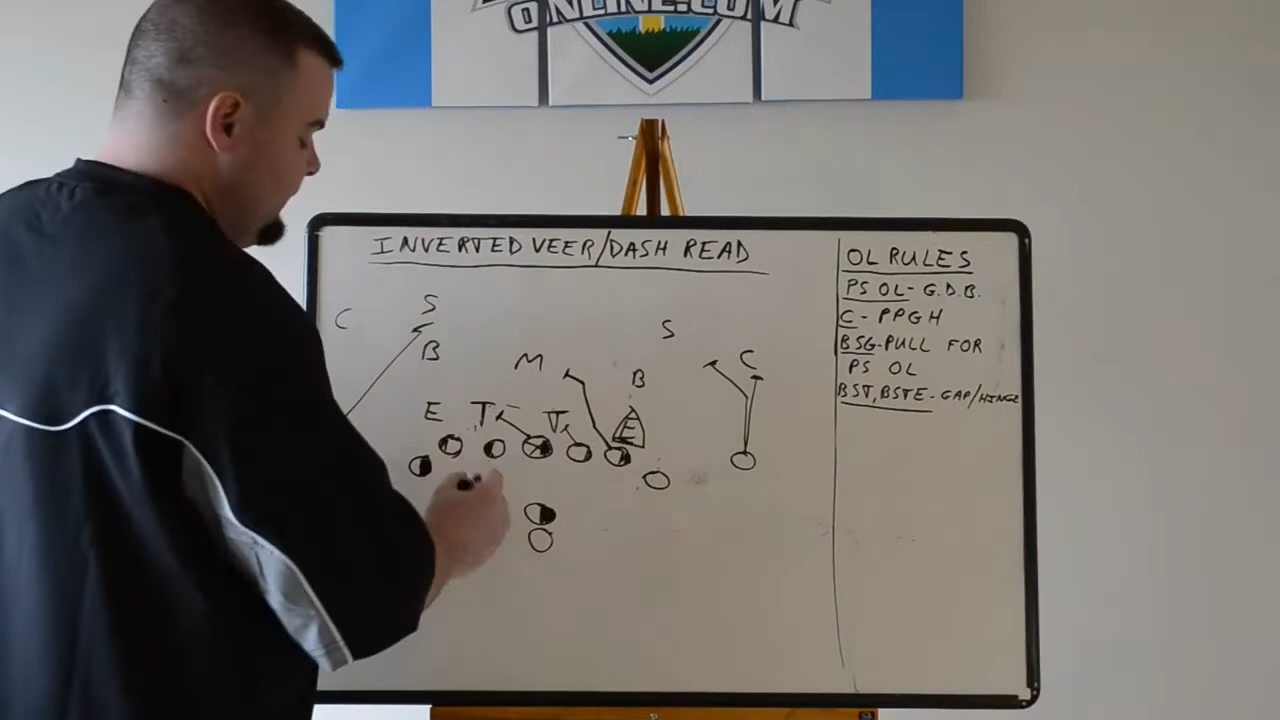 ONLINE.COM
INVERTED VEER/DASH READ
OL RULES
PS OL- G.D.B.
C- PPGH
BSG-PULL FOR
PS OL
BST, BSTE- GAP/HINGE
C
S
B
M
S
B
C
E
T
T
E